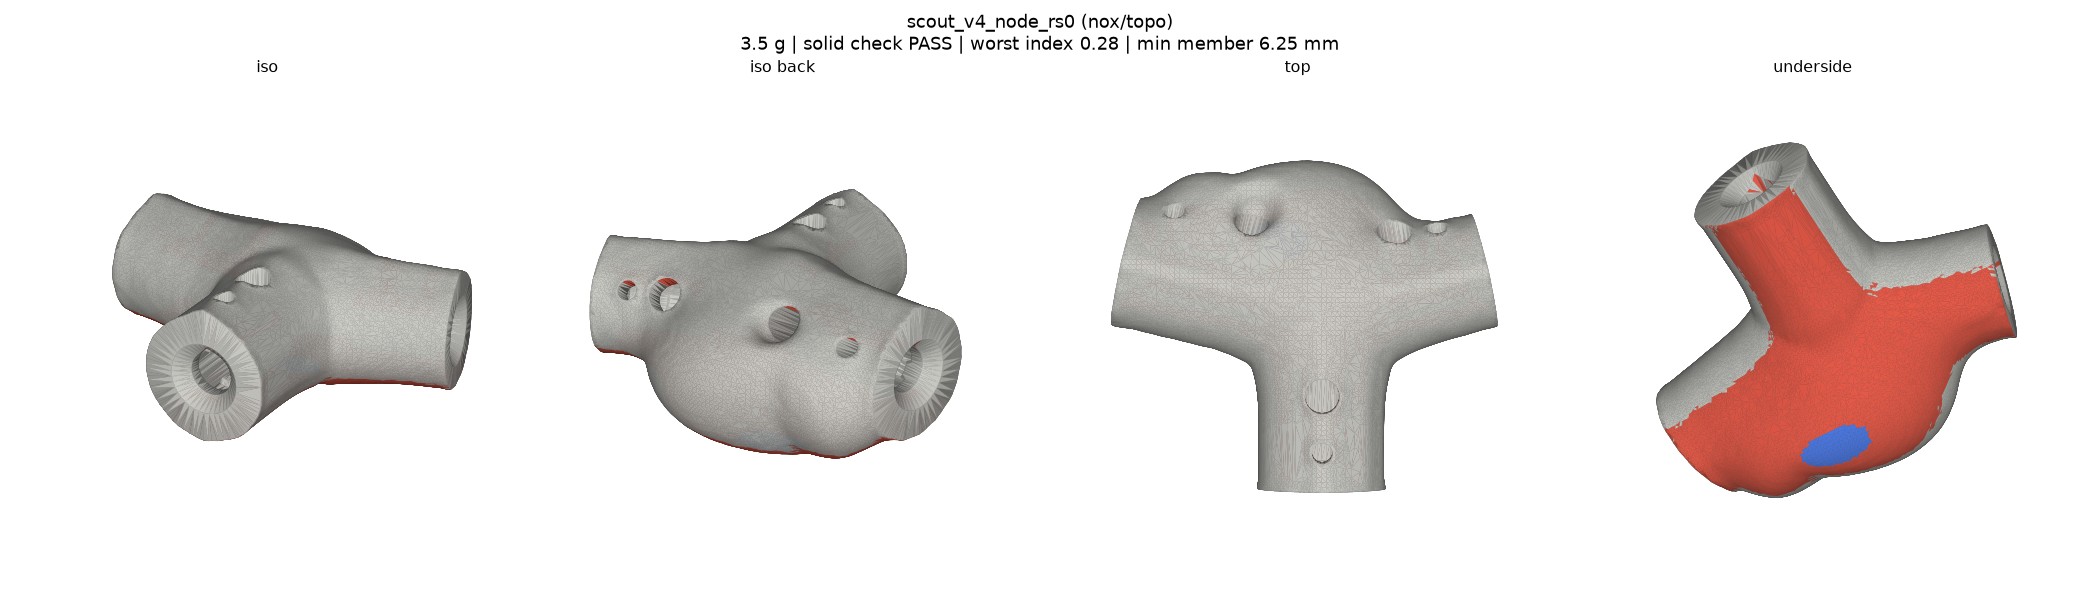 scout_v4_node_rs0 (nox/topo)
3.5 g | solid check PASS | worst index 0.28 | min member 6.25 mm
iso
iso back
top
underside